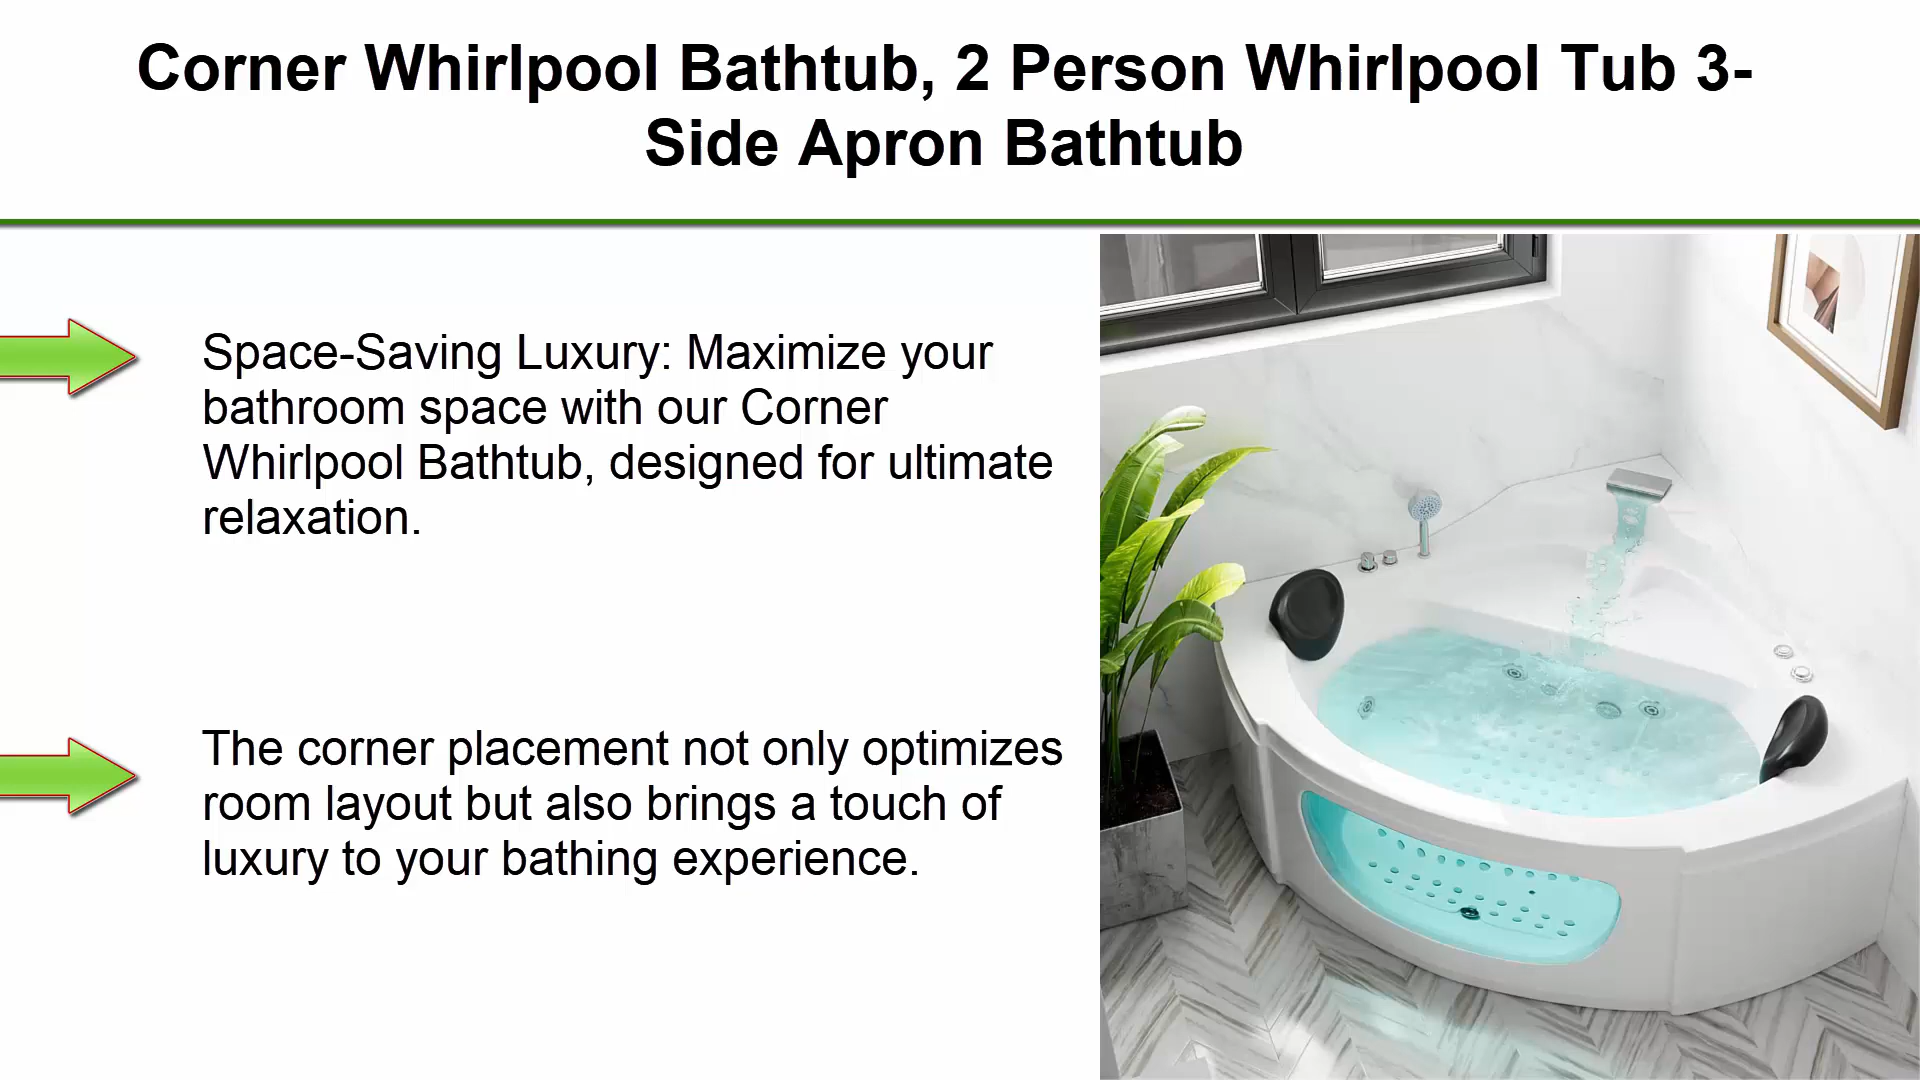 Corner Whirlpool Bathtub, 2 Person Whirlpool Tub 3-
Side Apron Bathtub
Space-Saving Luxury: Maximize your
bathroom space with our Corner
Whirlpool Bathtub, designed for ultimate
relaxation.
The corner placement not only optimizes
room layout but also brings a touch of
luxury to your bathing experience.